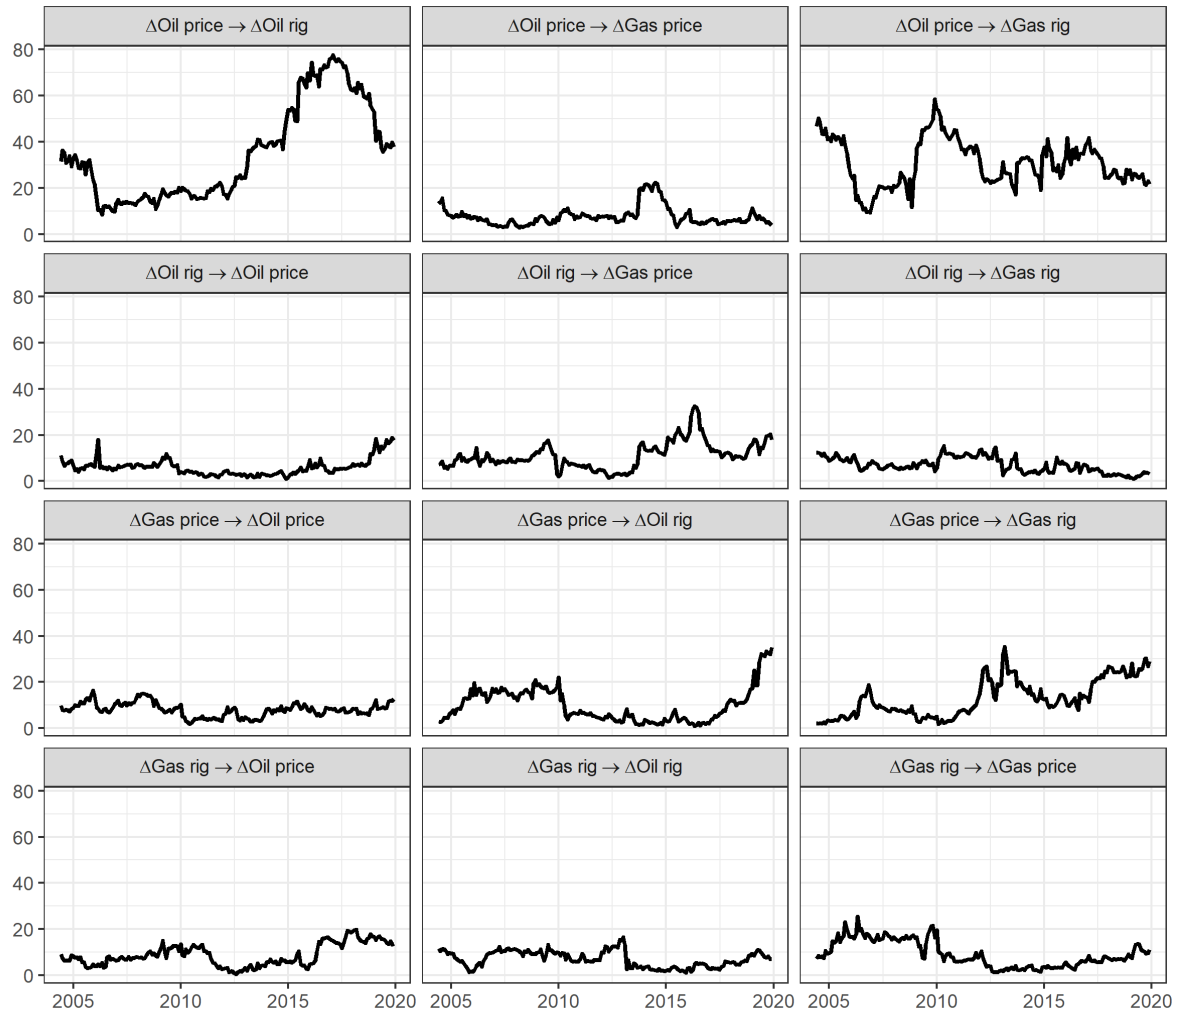 ΔOil price → ΔOil rig
ΔOil price → ΔGas price
ΔOil price → ΔGas rig
80
60
40
20
0
ΔOil rig → ΔOil price
ΔOil rig → ΔGas price
ΔOil rig → ΔGas rig
80
60
40
20
0
ΔGas price → ΔOil price
ΔGas price → ΔOil rig
ΔGas price → ΔGas rig
80
60
40
20
0
ΔGas rig → ΔOil price
ΔGas rig → ΔOil rig
ΔGas rig → ΔGas price
80
60
40
20
0
2005 2010 2015 2020
2005 2010 2015 2020
2005 2010 2015 2020